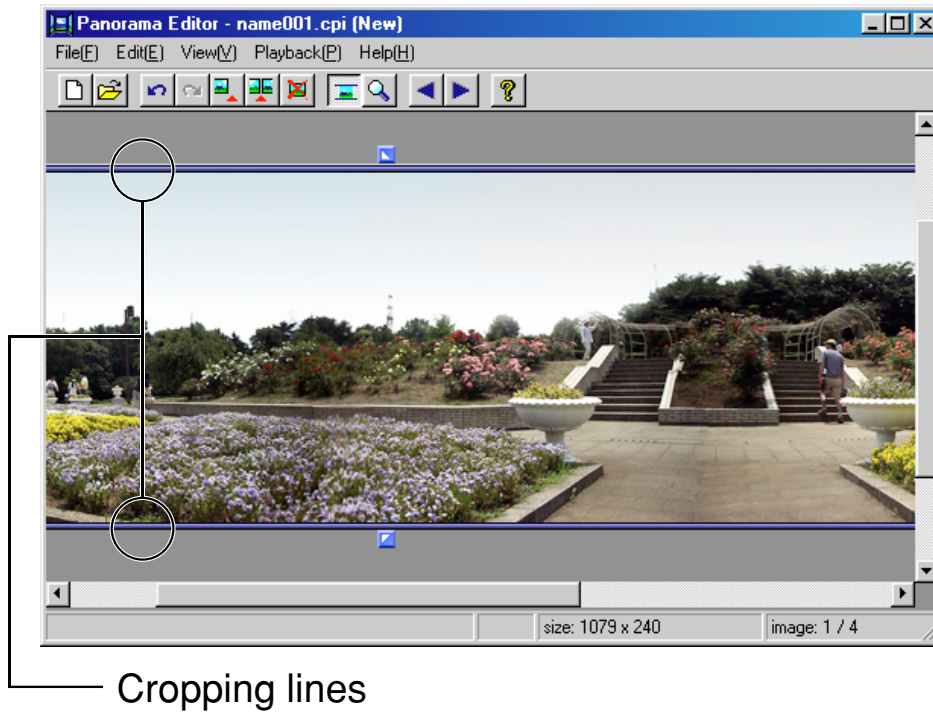 Panorama Editor - name001.cpi (New)
File(F) Edit(E) View(V) Playback(P) Help(H)
size: 1079 x 240
image: 1 / 4
Cropping lines